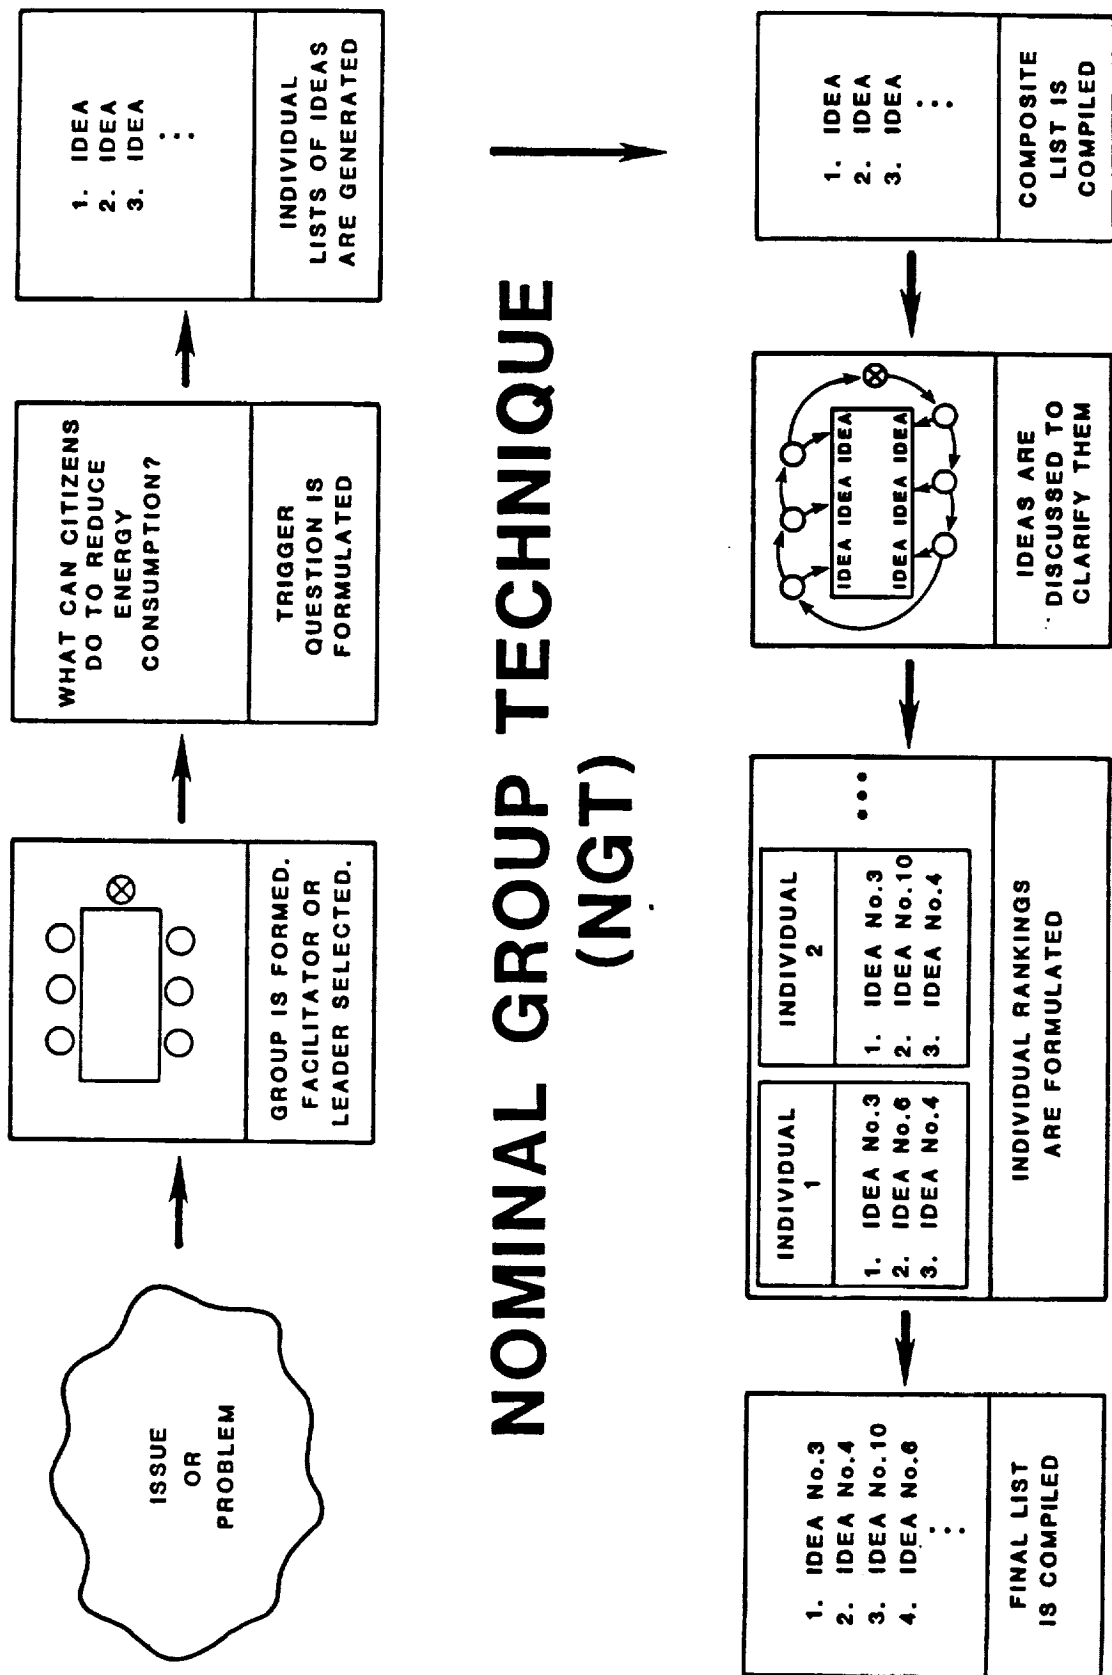 ISSUE
OR
PROBLEM
GROUP IS FORMED.
FACILITATOR OR
LEADER SELECTED.
WHAT CAN CITIZENS
DO TO REDUCE
ENERGY
CONSUMPTION?
TRIGGER
QUESTION IS
FORMULATED
1. IDEA
2. IDEA
3. IDEA
⋮
INDIVIDUAL
LISTS OF IDEAS
ARE GENERATED
NOMINAL GROUP TECHNIQUE
(NGT)
1. IDEA
2. IDEA
3. IDEA
⋮
COMPOSITE
LIST IS
COMPILED
IDEA IDEA IDEA
IDEA IDEA IDEA
IDEAS ARE
DISCUSSED TO
CLARIFY THEM
INDIVIDUAL
1
1. IDEA No.3
2. IDEA No.6
3. IDEA No.4
INDIVIDUAL
2
1. IDEA No.3
2. IDEA No.10
3. IDEA No.4
•••
INDIVIDUAL RANKINGS
ARE FORMULATED
1. IDEA No.3
2. IDEA No.4
3. IDEA No.10
4. IDEA No.6
⋮
FINAL LIST
IS COMPILED